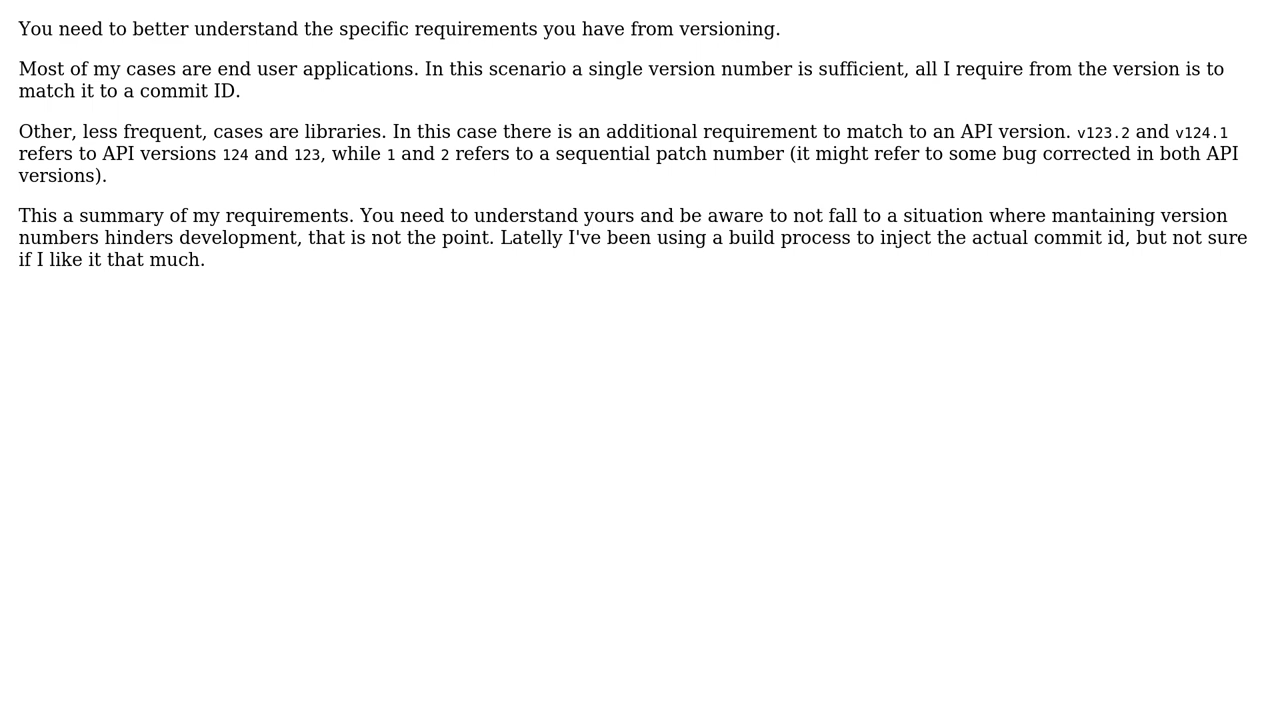 You need to better understand the specific requirements you have from versioning.
Most of my cases are end user applications. In this scenario a single version number is sufficient, all I require from the version is to
match it to a commit ID.
Other, less frequent, cases are libraries. In this case there is an additional requirement to match to an API version. v123.2 and v124.1
refers to API versions 124 and 123, while 1 and 2 refers to a sequential patch number (it might refer to some bug corrected in both API
versions).
This a summary of my requirements. You need to understand yours and be aware to not fall to a situation where mantaining version
numbers hinders development, that is not the point. Latelly I've been using a build process to inject the actual commit id, but not sure
if I like it that much.